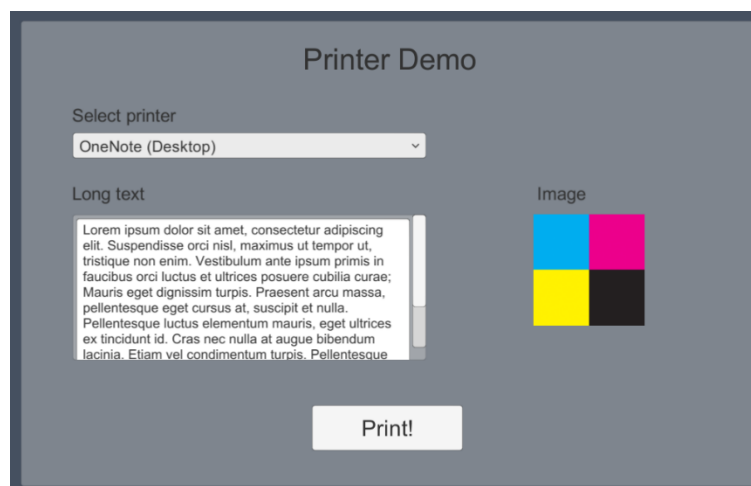 Printer Demo
Select printer
OneNote (Desktop)
Long text
Image
Lorem ipsum dolor sit amet, consectetur adipiscing
elit. Suspendisse orci nisl, maximus ut tempor ut,
tristique non enim. Vestibulum ante ipsum primis in
faucibus orci luctus et ultrices posuere cubilia curae;
Mauris eget dignissim turpis. Praesent arcu massa,
pellentesque eget cursus at, suscipit et nulla.
Pellentesque luctus elementum mauris, eget ultrices
ex tincidunt id. Cras nec nulla at augue bibendum
lacinia. Etiam vel condimentum turpis. Pellentesque
Print!